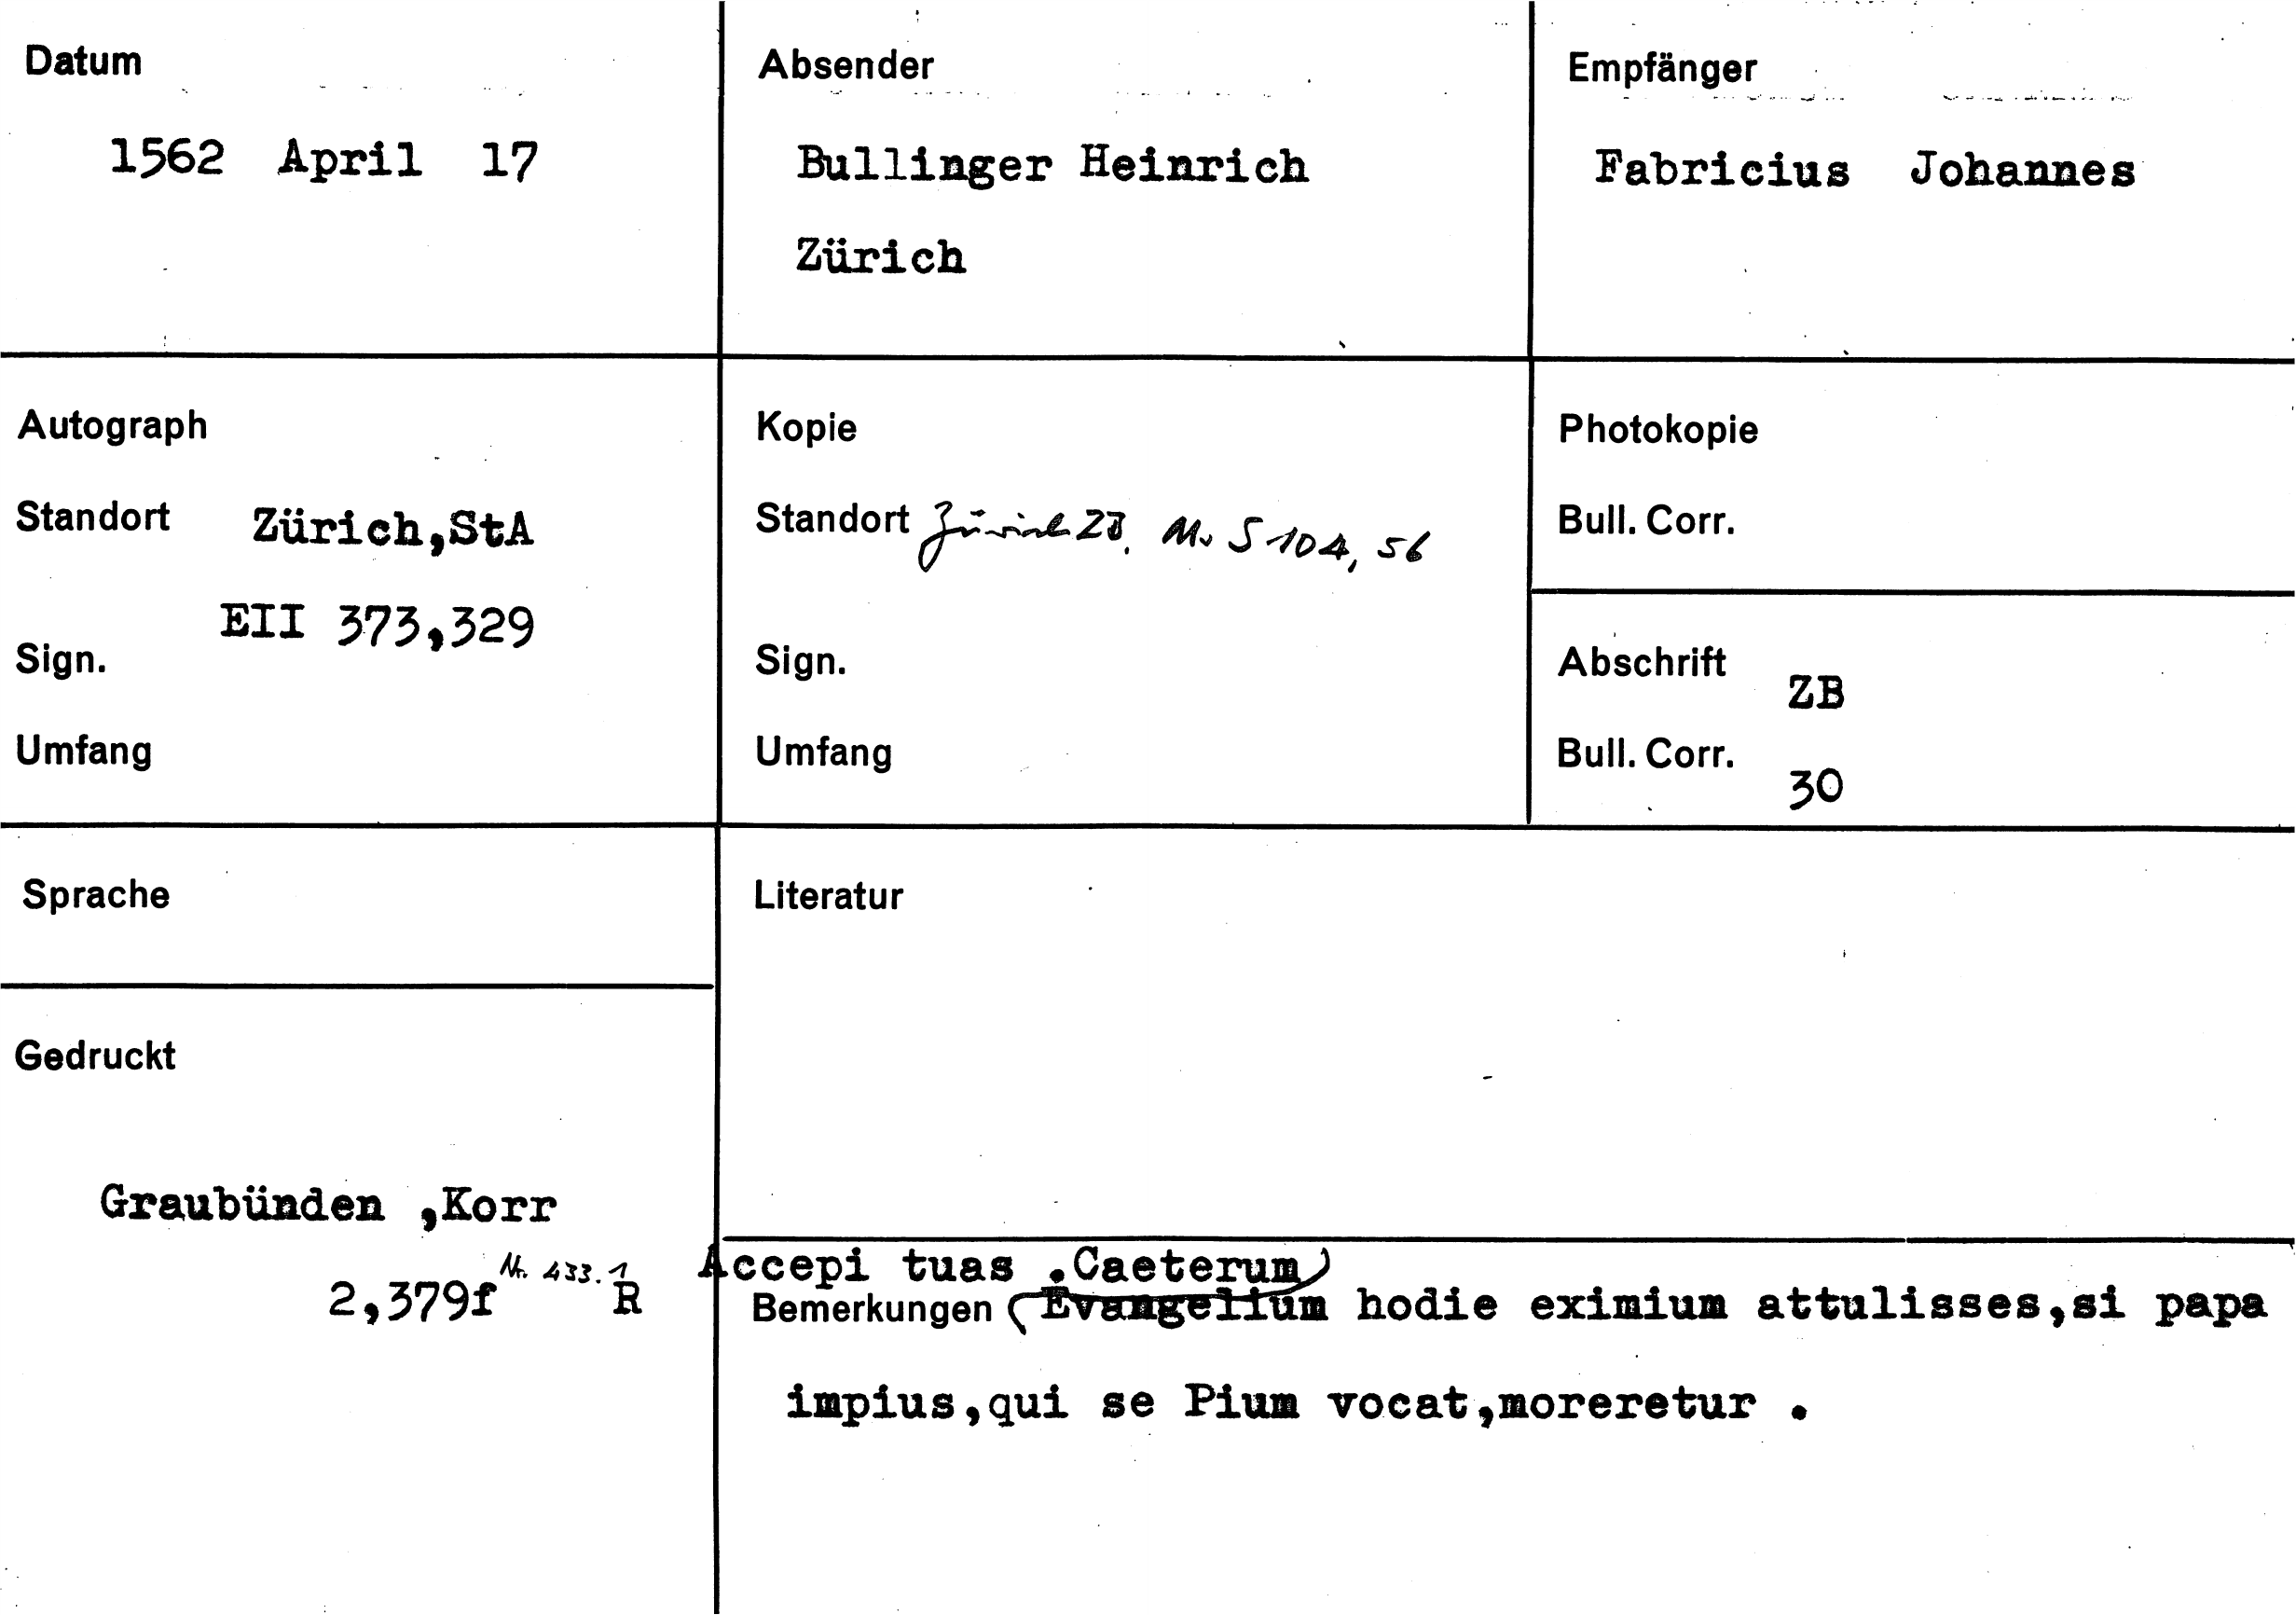 Datum
1562 April 17
Absender
Bullinger Heinrich
Zürich
Empfänger
Fabricius Johannes
Autograph
Standort Zürich,StA
EII 373,329
Sign.
Umfang
Kopie
Standort Zürich ZB, Ms S 104, 56
Sign.
Umfang
Photokopie
Bull. Corr.
Abschrift ZB
Bull. Corr. 30
Sprache
Gedruckt
Graubünden ,Korr
2,379f Nr. 433.1 R
Literatur
Accepi tuas .Caeterum
Bemerkungen Evangelium hodie eximium attulisses,si papa
impius,qui se Pium vocat,moreretur .